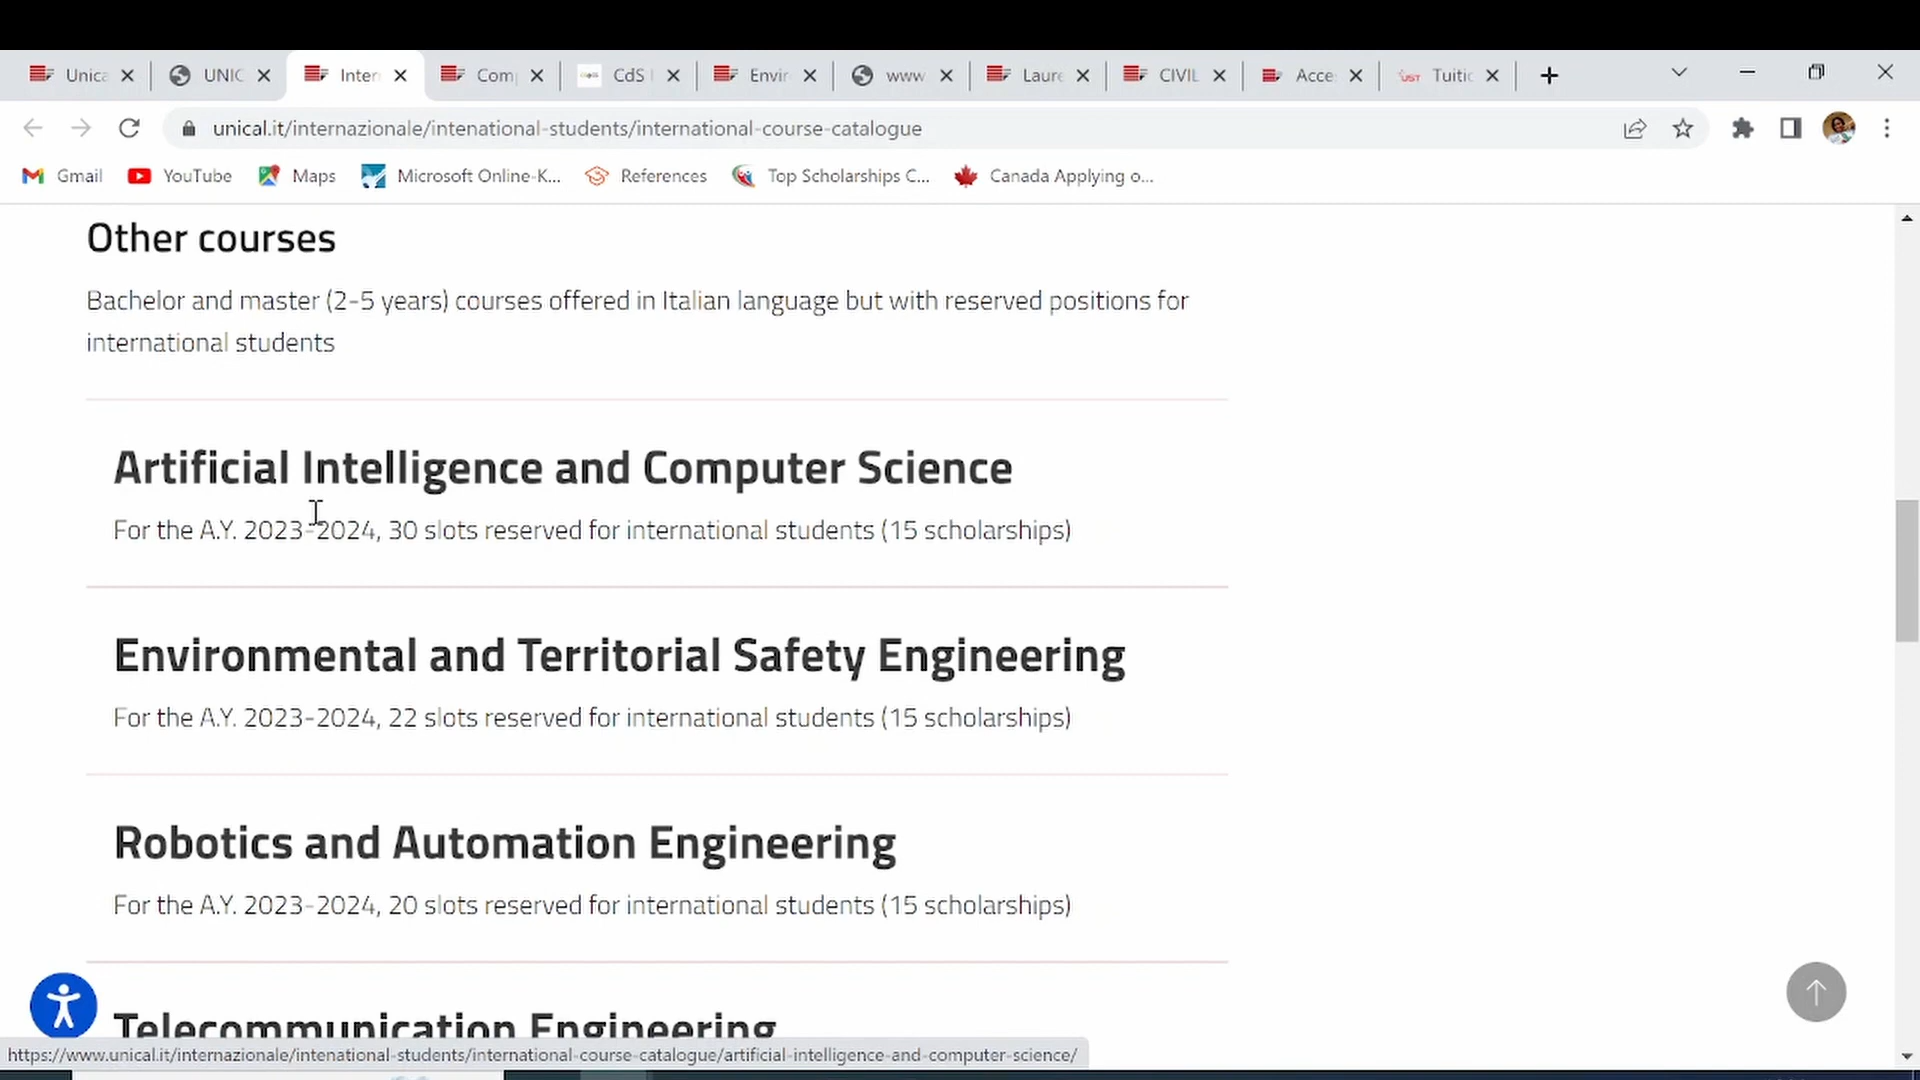 Unica
UNIC
Inter
Com
CdS
Envir
www
Laure
CIVIL
Acce
UST
Tuitic
unical.it/internazionale/intenational-students/international-course-catalogue
Gmail
YouTube
Maps
Microsoft Online-K...
References
Top Scholarships C...
Canada Applying o...
Other courses
Bachelor and master (2-5 years) courses offered in Italian language but with reserved positions for
international students
Artificial Intelligence and Computer Science
For the A.Y. 2023-2024, 30 slots reserved for international students (15 scholarships)
Environmental and Territorial Safety Engineering
For the A.Y. 2023-2024, 22 slots reserved for international students (15 scholarships)
Robotics and Automation Engineering
For the A.Y. 2023-2024, 20 slots reserved for international students (15 scholarships)
Telecommunication Engineering
https://www.unical.it/internazionale/intenational-students/international-course-catalogue/artificial-intelligence-and-computer-science/